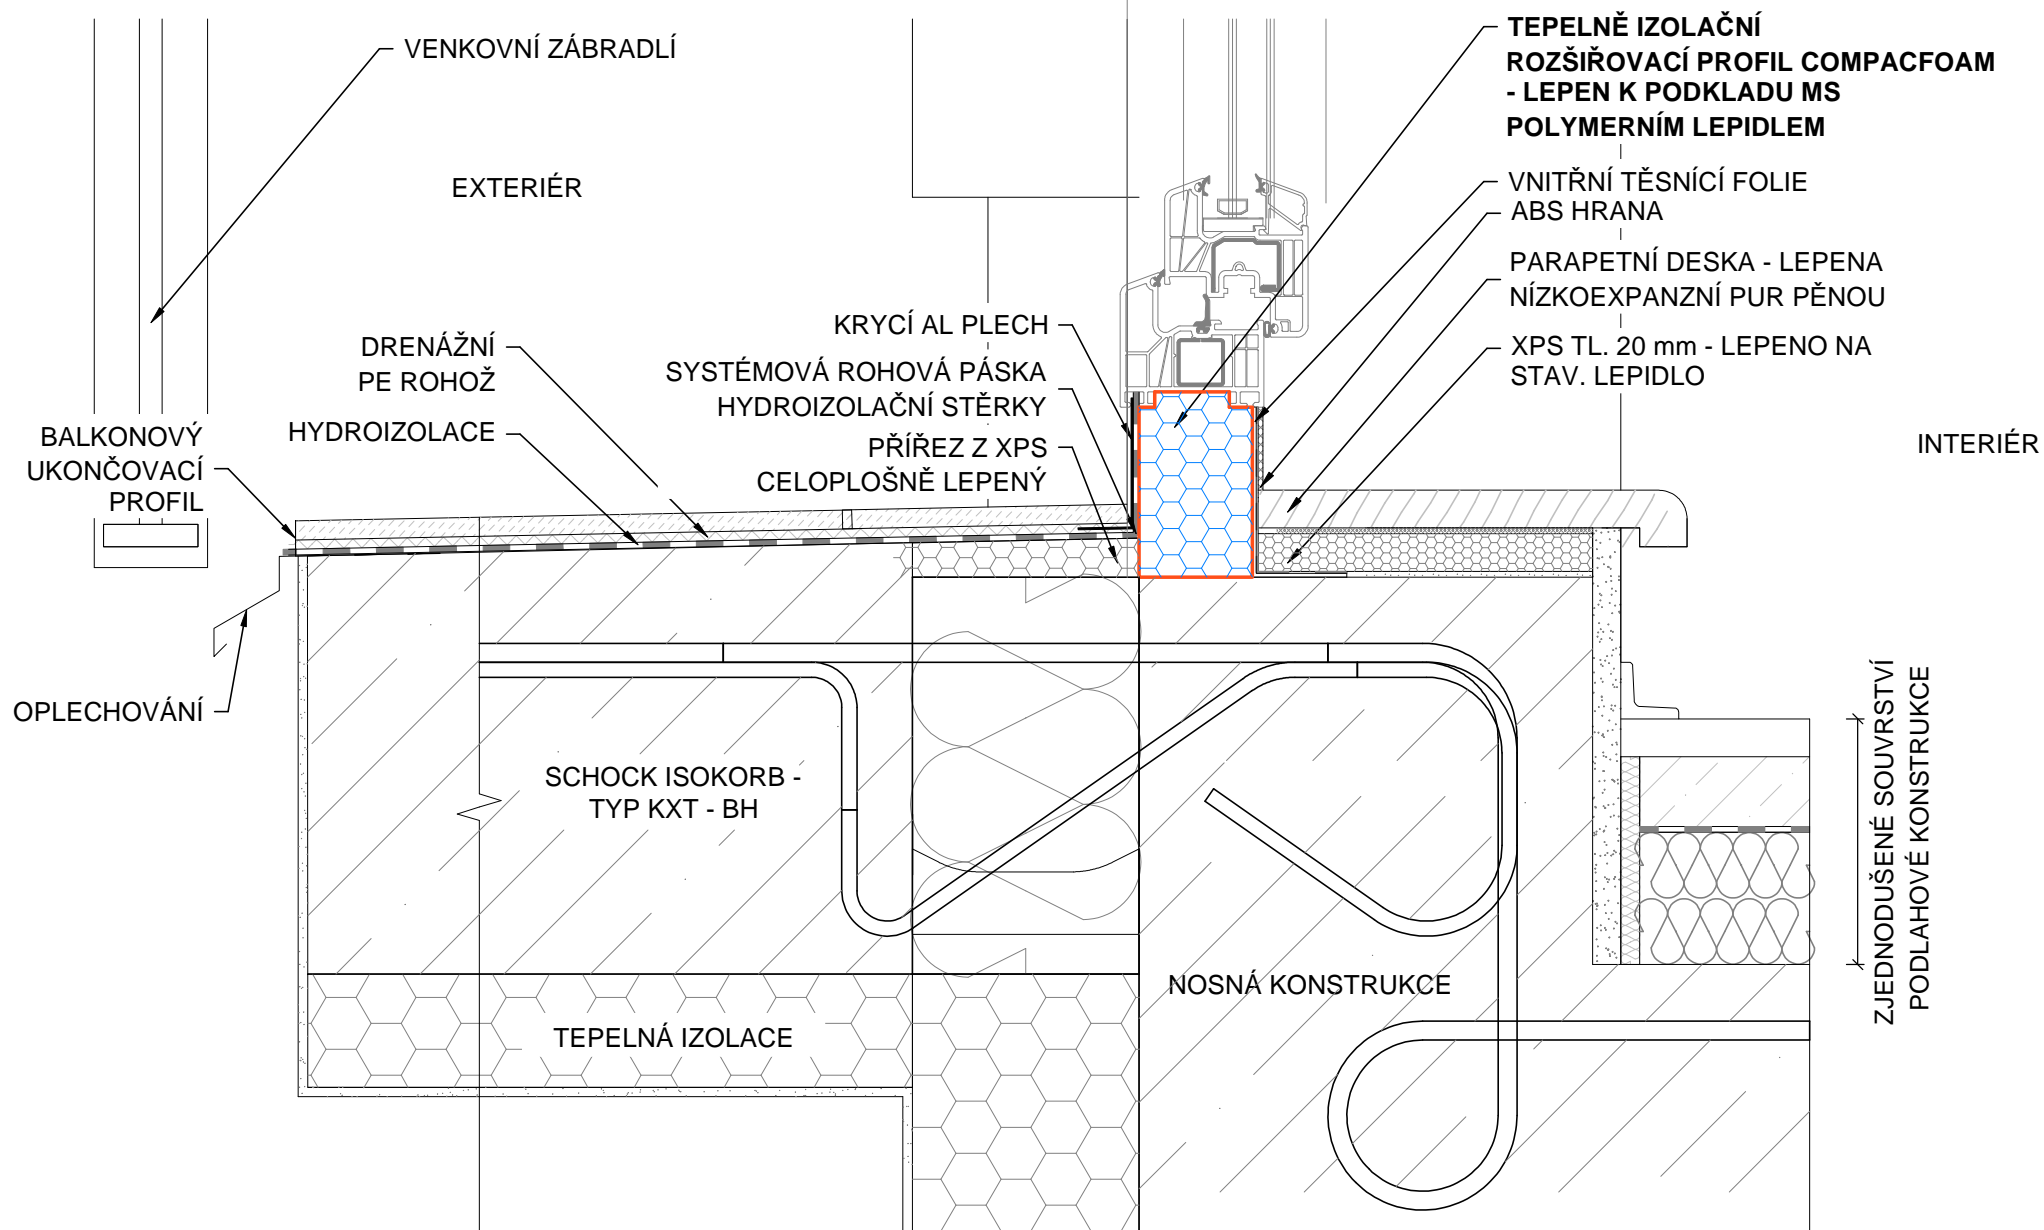 VENKOVNÍ ZÁBRADLÍ
EXTERIÉR
TEPELNĚ IZOLAČNÍ
ROZŠIŘOVACÍ PROFIL COMPACFOAM
- LEPEN K PODKLADU MS
POLYMERNÍM LEPIDLEM
VNITŘNÍ TĚSNÍCÍ FOLIE
ABS HRANA
PARAPETNÍ DESKA - LEPENA
NÍZKOEXPANZNÍ PUR PĚNOU
XPS TL. 20 mm - LEPENO NA
STAV. LEPIDLO
INTERIÉR
KRYCÍ AL PLECH
SYSTÉMOVÁ ROHOVÁ PÁSKA
HYDROIZOLAČNÍ STĚRKY
PŘÍŘEZ Z XPS
CELOPLOŠNĚ LEPENÝ
DRENÁŽNÍ
PE ROHOŽ
HYDROIZOLACE
BALKONOVÝ
UKONČOVACÍ
PROFIL
OPLECHOVÁNÍ
SCHOCK ISOKORB -
TYP KXT - BH
NOSNÁ KONSTRUKCE
TEPELNÁ IZOLACE
ZJEDNODUŠENÉ SOUVRSTVÍ
PODLAHOVÉ KONSTRUKCE